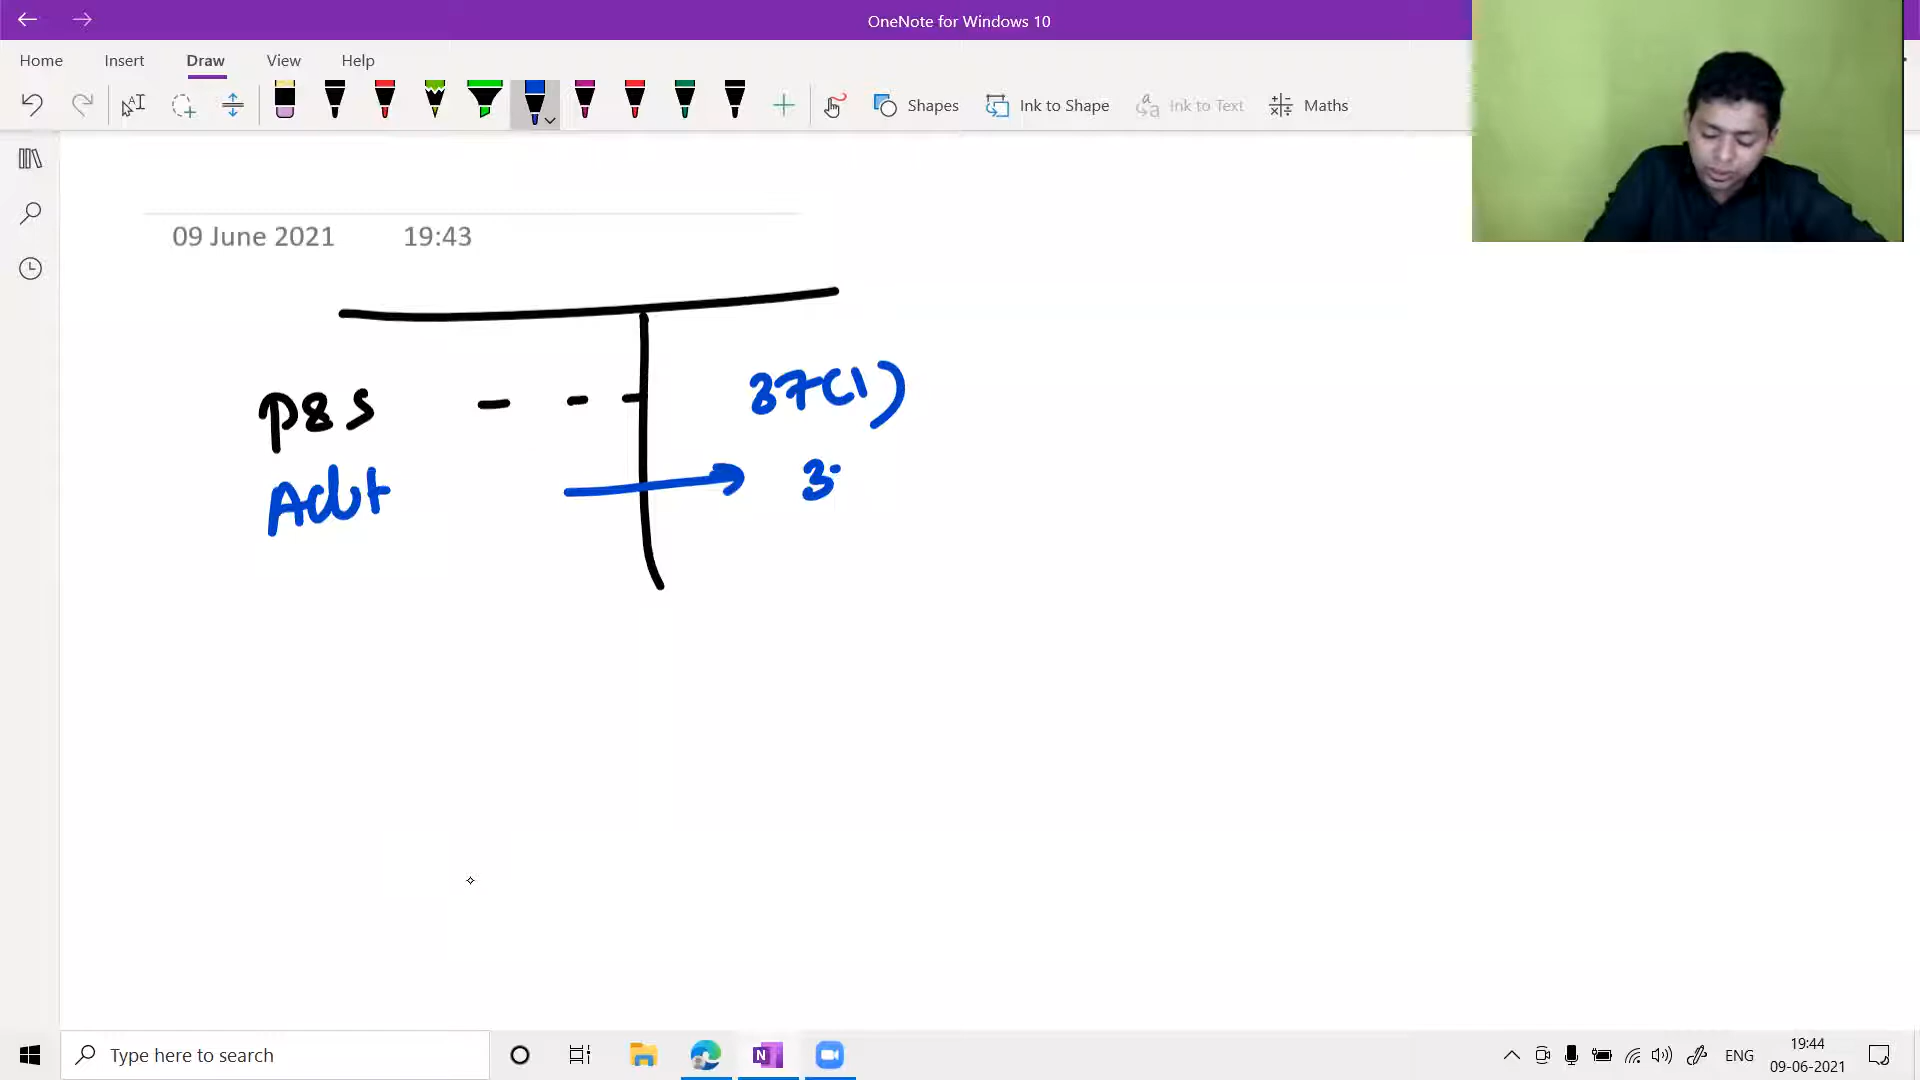 OneNote for Windows 10
Home Insert Draw View Help
Shapes Ink to Shape Ink to Text Maths
09 June 2021 19:43
P&S - - - 37(1)
Advt 3
Type here to search
ENG 19:44
09-06-2021